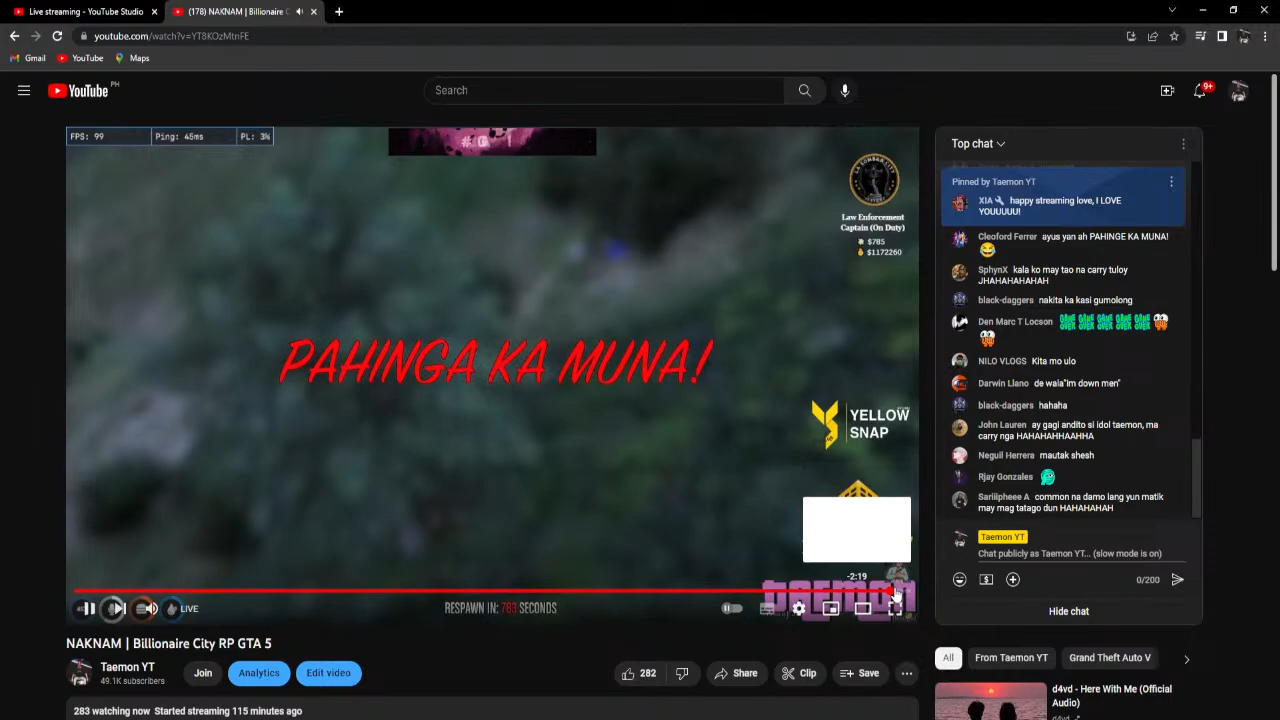 Live streaming - YouTube Studio
(178) NAKNAM | Billionaire C
youtube.com/watch?v=YT8KOzMtnFE
Gmail
YouTube
Maps
YouTube PH
Search
9+
FPS: 99
Ping: 45ms
PL: 3%
Law Enforcement
Captain (On Duty)
$785
$1172260
PAHINGA KA MUNA!
YELLOW
SNAP
-2:19
TAEMON
LIVE
RESPAWN IN: 783 SECONDS
NAKNAM | Billionaire City RP GTA 5
Taemon YT
49.1K subscribers
Join
Analytics
Edit video
282
Share
Clip
Save
283 watching now Started streaming 115 minutes ago
Top chat
Pinned by Taemon YT
XIA happy streaming love, I LOVE
YOUUUUU!
Cleoford Ferrer ayus yan ah PAHINGE KA MUNA!
SphynX kala ko may tao na carry tuloy
JHAHAHAHAHAH
black-daggers nakita ka kasi gumolong
Den Marc T Locson
NILO VLOGS Kita mo ulo
Darwin Llano de wala"im down men"
black-daggers hahaha
John Lauren ay gagi andito si idol taemon, ma
carry nga HAHAHAHHAAHHA
Neguil Herrera mautak shesh
Rjay Gonzales
Sariiipheee A common na damo lang yun matik
may mag tatago dun HAHAHAHAH
Taemon YT
Chat publicly as Taemon YT... (slow mode is on)
0/200
Hide chat
All
From Taemon YT
Grand Theft Auto V
d4vd - Here With Me (Official
Audio)